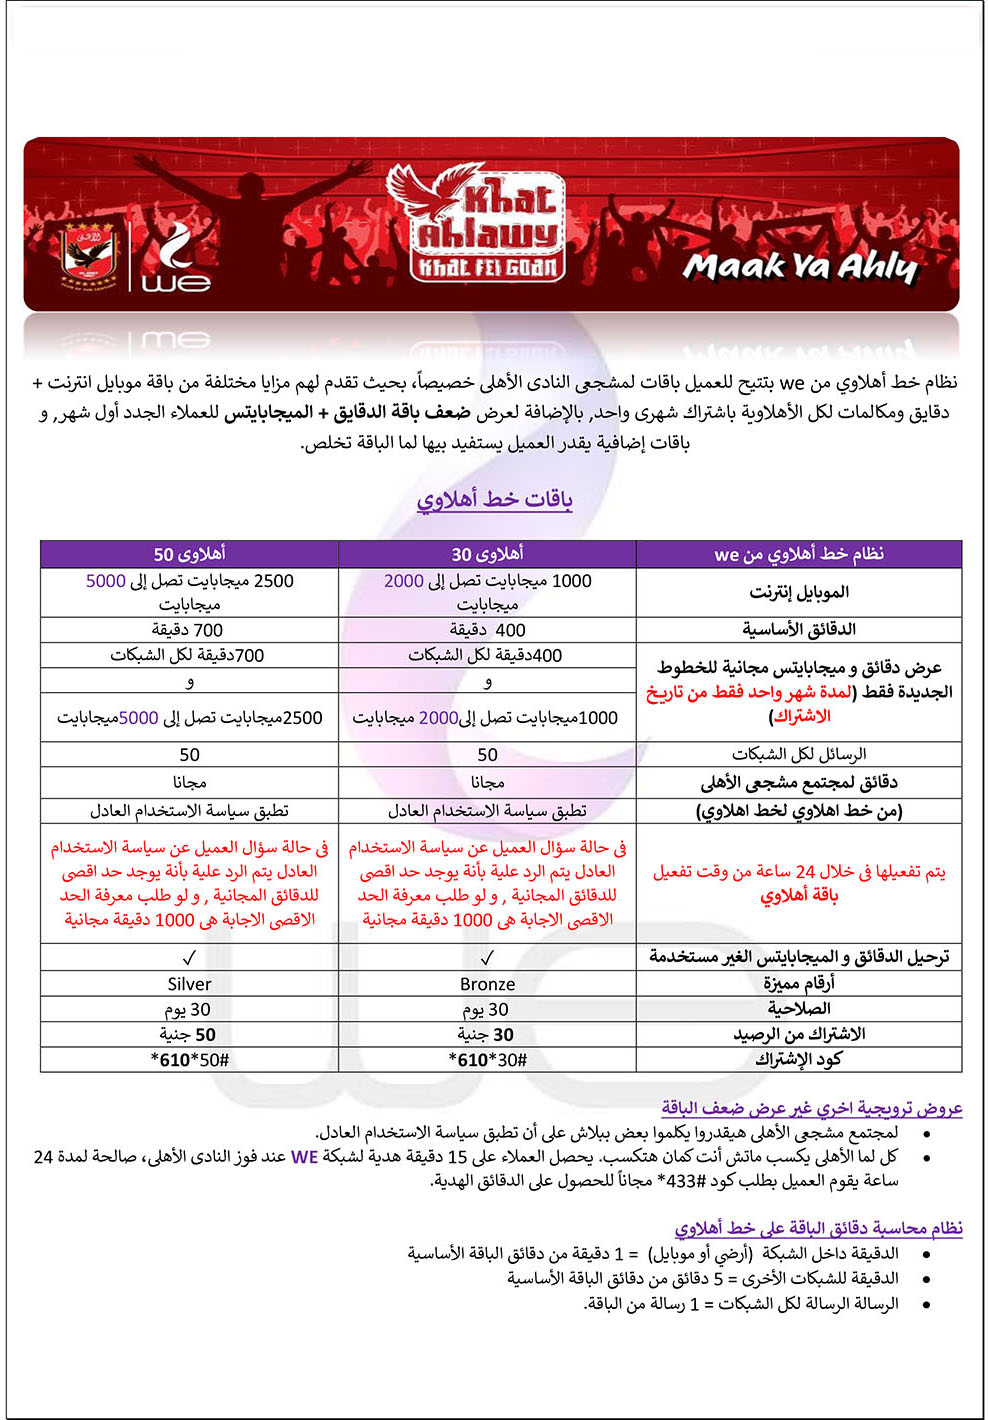 Khat
Ahlawy
Khat FEI Goan
we
Maak Ya Ahly
نظام خط أهلاوي من we بتتيح للعميل باقات لمشجعى النادى الأهلى خصيصاً، بحيث تقدم لهم مزايا مختلفة من باقة موبايل انترنت +
دقايق ومكالمات لكل الأهلاوية باشتراك شهرى واحد, بالإضافة لعرض ضعف باقة الدقايق + الميجابايتس للعملاء الجدد أول شهر, و
باقات إضافية يقدر العميل يستفيد بيها لما الباقة تخلص.
باقات خط أهلاوي
نظام خط أهلاوي من we أهلاوى 30 أهلاوى 50
الموبايل إنترنت 1000 ميجابايت تصل إلى 2000 ميجابايت 2500 ميجابايت تصل إلى 5000 ميجابايت
الدقائق الأساسية 400 دقيقة 700 دقيقة
عرض دقائق و ميجابايتس مجانية للخطوط
الجديدة فقط (لمدة شهر واحد فقط من تاريخ
الاشتراك)
400دقيقة لكل الشبكات 700دقيقة لكل الشبكات
و و
1000ميجابايت تصل إلى2000 ميجابايت 2500ميجابايت تصل إلى 5000ميجابايت
الرسائل لكل الشبكات 50 50
دقائق لمجتمع مشجعى الأهلى مجانا مجانا
(من خط اهلاوي لخط اهلاوي) تطبق سياسة الاستخدام العادل تطبق سياسة الاستخدام العادل
يتم تفعيلها فى خلال 24 ساعة من وقت تفعيل
باقة أهلاوي
فى حالة سؤال العميل عن سياسة الاستخدام
العادل يتم الرد علية بأنة يوجد حد اقصى
للدقائق المجانية , و لو طلب معرفة الحد
الاقصى الاجابة هى 1000 دقيقة مجانية
فى حالة سؤال العميل عن سياسة الاستخدام
العادل يتم الرد علية بأنة يوجد حد اقصى
للدقائق المجانية , و لو طلب معرفة الحد
الاقصى الاجابة هى 1000 دقيقة مجانية
ترحيل الدقائق و الميجابايتس الغير مستخدمة ✓ ✓
أرقام مميزة Bronze Silver
الصلاحية 30 يوم 30 يوم
الاشتراك من الرصيد 30 جنية 50 جنية
كود الإشتراك *610*30# *610*50#
عروض ترويجية اخري غير عرض ضعف الباقة
• لمجتمع مشجعى الأهلى هيقدروا يكلموا بعض ببلاش على أن تطبق سياسة الاستخدام العادل.
• كل لما الأهلى يكسب ماتش أنت كمان هتكسب. يحصل العملاء على 15 دقيقة هدية لشبكة WE عند فوز النادى الأهلى، صالحة لمدة 24
ساعة يقوم العميل بطلب كود #433* مجاناً للحصول على الدقائق الهدية.
نظام محاسبة دقائق الباقة على خط أهلاوي
• الدقيقة داخل الشبكة (أرضي أو موبايل) = 1 دقيقة من دقائق الباقة الأساسية
• الدقيقة للشبكات الأخرى = 5 دقائق من دقائق الباقة الأساسية
• الرسالة الرسالة لكل الشبكات = 1 رسالة من الباقة.